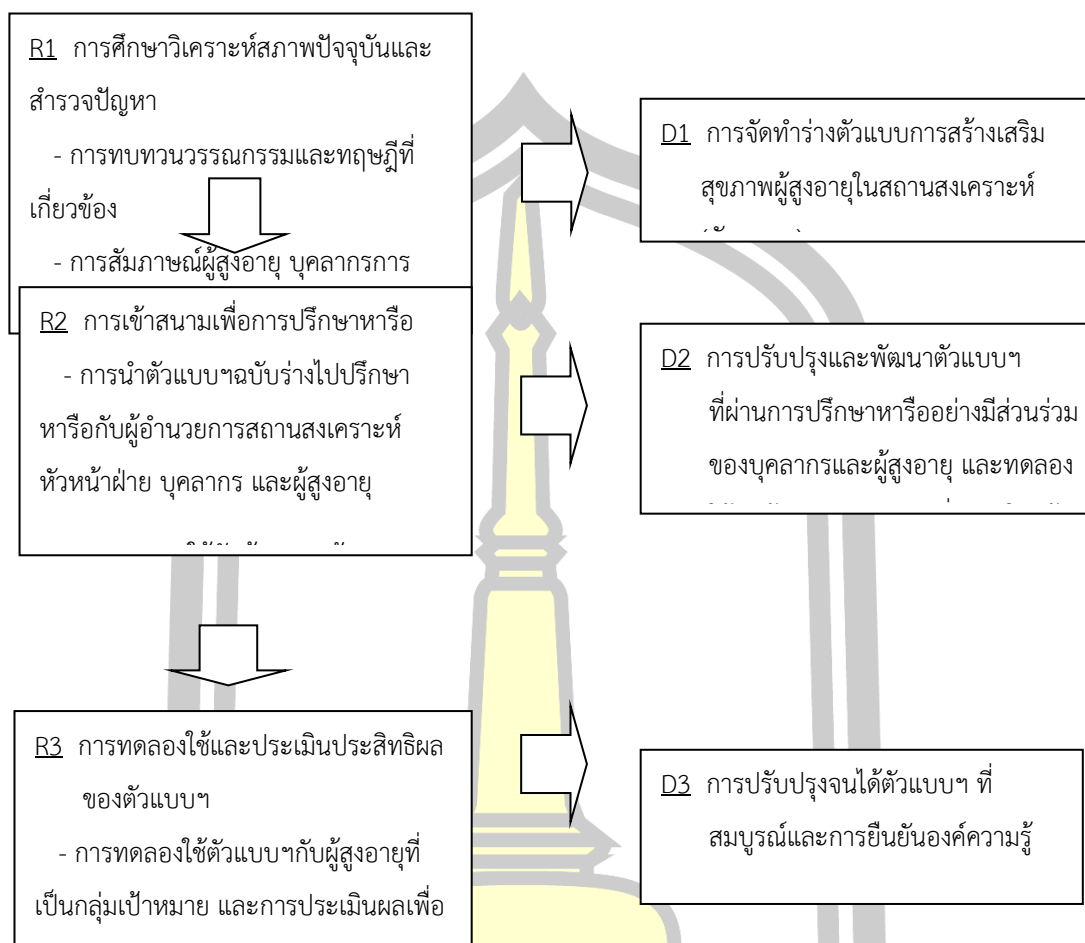 R1 การศึกษาวิเคราะห์สภาพปัจจุบันและ
สำรวจปัญหา
- การทบทวนวรรณกรรมและทฤษฎีที่
เกี่ยวข้อง
- การสัมภาษณ์ผู้สูงอายุ บุคลากรการ
D1 การจัดทำร่างตัวแบบการสร้างเสริม
สุขภาพผู้สูงอายุในสถานสงเคราะห์
R2 การเข้าสนามเพื่อการปรึกษาหารือ
- การนำตัวแบบฯฉบับร่างไปปรึกษา
หารือกับผู้อำนวยการสถานสงเคราะห์
หัวหน้าฝ่าย บุคลากร และผู้สูงอายุ
D2 การปรับปรุงและพัฒนาตัวแบบฯ
ที่ผ่านการปรึกษาหารืออย่างมีส่วนร่วม
ของบุคลากรและผู้สูงอายุ และทดลอง
R3 การทดลองใช้และประเมินประสิทธิผล
ของตัวแบบฯ
- การทดลองใช้ตัวแบบฯกับผู้สูงอายุที่
เป็นกลุ่มเป้าหมาย และการประเมินผลเพื่อ
D3 การปรับปรุงจนได้ตัวแบบฯ ที่
สมบูรณ์และการยืนยันองค์ความรู้